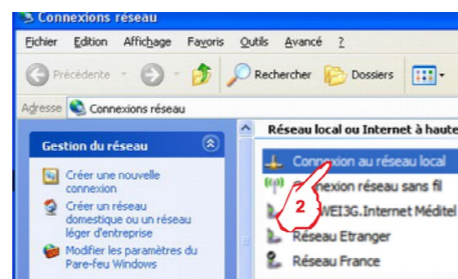 Connexions réseau
Fichier Edition Affichage Favoris Outils Avancé ?
Précédente Rechercher Dossiers
Adresse Connexions réseau
Réseau local ou Internet à haute
Gestion du réseau
Connexion au réseau local
Créer une nouvelle
connexion
nexion réseau sans fil
Créer un réseau
domestique ou un réseau
léger d'entreprise
2
WEI3G.Internet Méditel
Réseau Etranger
Modifier les paramètres du
Pare-feu Windows
Réseau France